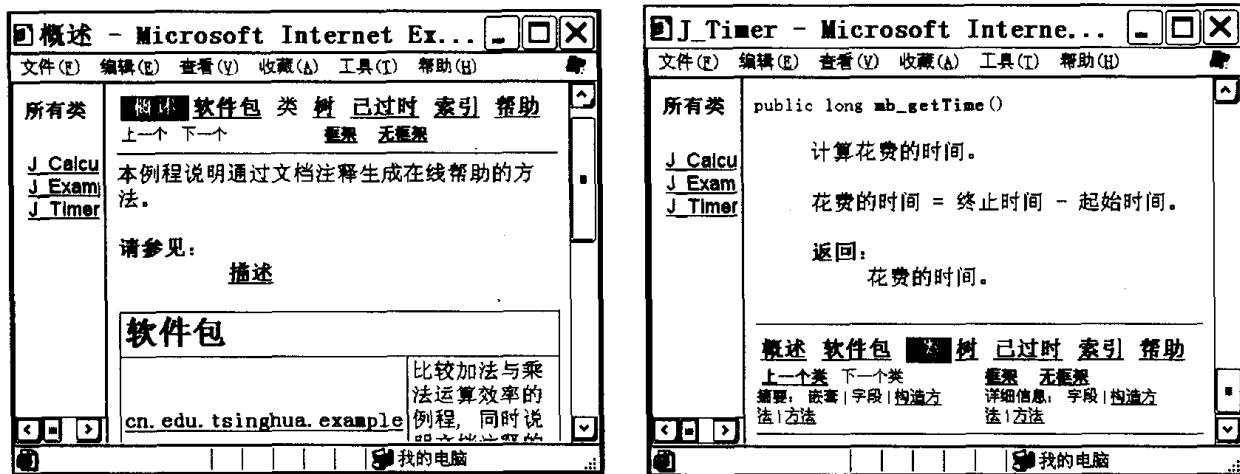 概述 - Microsoft Internet Ex...
文件(F) 编辑(E) 查看(V) 收藏(A) 工具(T) 帮助(H)
所有类
J_Calcu
J_Exam
J_Timer
概述 软件包 类 树 已过时 索引 帮助
上一个 下一个 框架 无框架
本例程说明通过文档注释生成在线帮助的方
法。
请参见:
描述
软件包
cn.edu.tsinghua.example
比较加法与乘
法运算效率的
例程, 同时说
明文档注释的
我的电脑
J_Timer - Microsoft Interne...
文件(F) 编辑(E) 查看(V) 收藏(A) 工具(T) 帮助(H)
所有类
J_Calcu
J_Exam
J_Timer
public long mb_getTime()
计算花费的时间。
花费的时间 = 终止时间 - 起始时间。
返回:
花费的时间。
概述 软件包 类 树 已过时 索引 帮助
上一个类 下一个类 框架 无框架
摘要: 嵌套 | 字段 | 构造方
法 | 方法
详细信息: 字段 | 构造方
法 | 方法
我的电脑